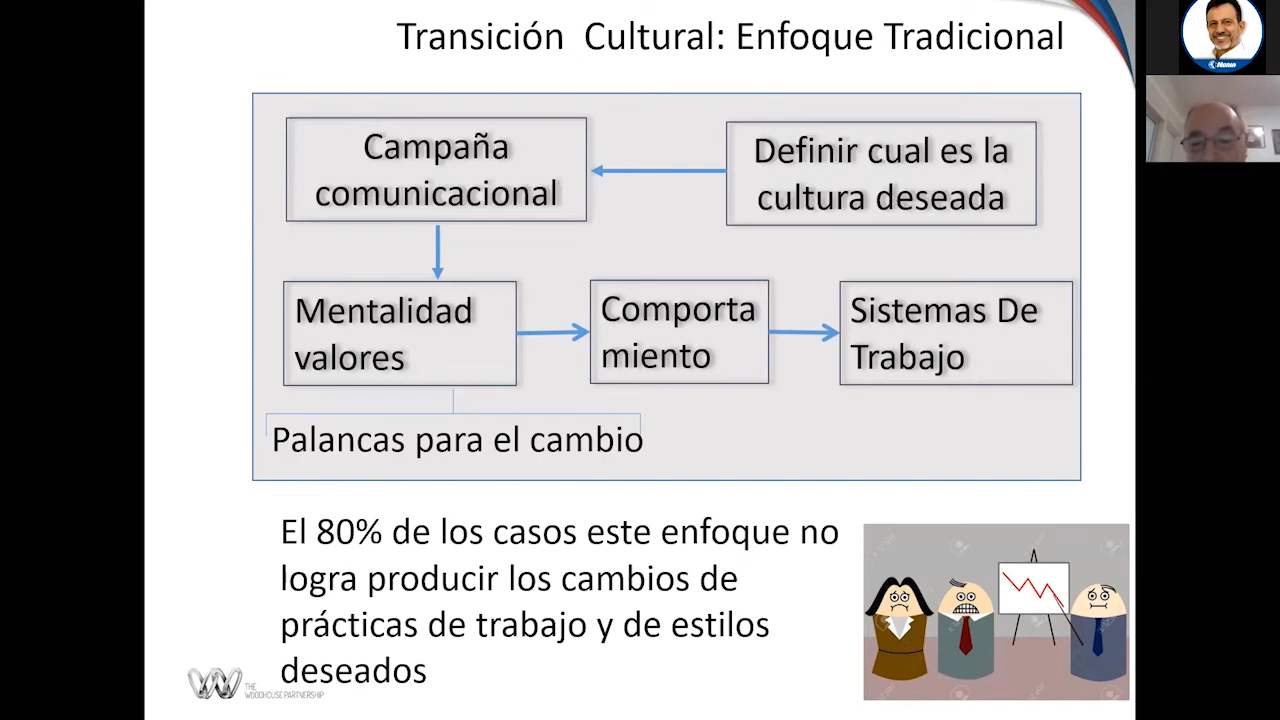 Transición Cultural: Enfoque Tradicional
Campaña
comunicacional
Definir cual es la
cultura deseada
Mentalidad
valores
Comporta
miento
Sistemas De
Trabajo
Palancas para el cambio
El 80% de los casos este enfoque no
logra producir los cambios de
prácticas de trabajo y de estilos
deseados
THE
WOODHOUSE PARTNERSHIP